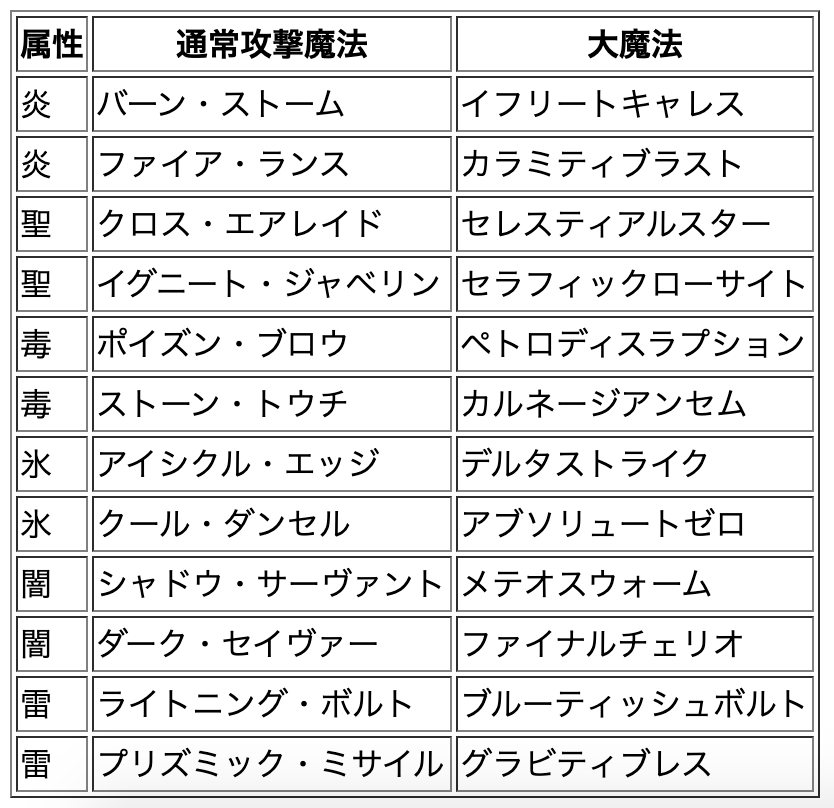 属性 通常攻撃魔法 大魔法
炎 バーン・ストーム イフリートキャレス
炎 ファイア・ランス カラミティブラスト
聖 クロス・エアレイド セレスティアルスター
聖 イグニート・ジャベリン セラフィックローサイト
毒 ポイズン・ブロウ ペトロディスラプション
毒 ストーン・トウチ カルネージアンセム
氷 アイシクル・エッジ デルタストライク
氷 クール・ダンセル アブソリュートゼロ
闇 シャドウ・サーヴァント メテオスウォーム
闇 ダーク・セイヴァー ファイナルチェリオ
雷 ライトニング・ボルト ブルーティッシュボルト
雷 プリズミック・ミサイル グラビティブレス